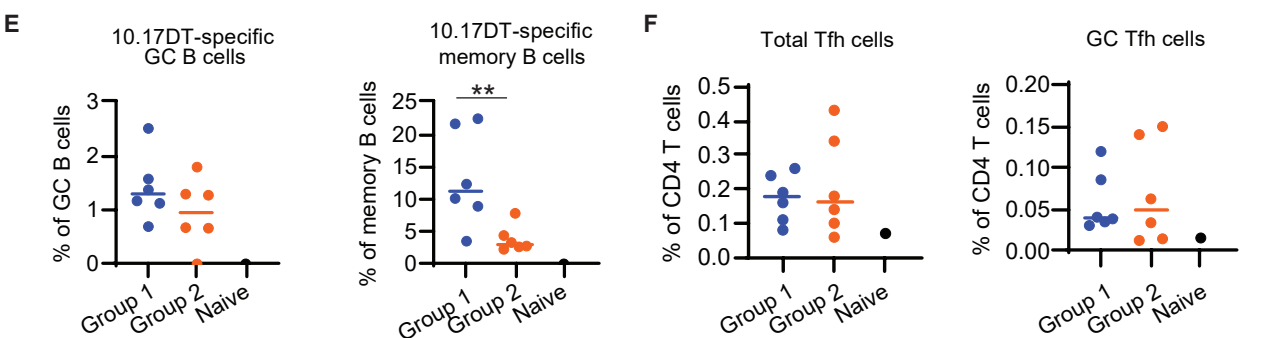 E
10.17DT-specific
GC B cells
% of GC B cells
3
2
1
0
Group 1
Group 2
Naive
10.17DT-specific
memory B cells
% of memory B cells
25
20
15
10
5
0
**
Group 1
Group 2
Naive
F
Total Tfh cells
% of CD4 T cells
0.5
0.4
0.3
0.2
0.1
0.0
Group 1
Group 2
Naive
GC Tfh cells
% of CD4 T cells
0.20
0.15
0.10
0.05
0.00
Group 1
Group 2
Naive